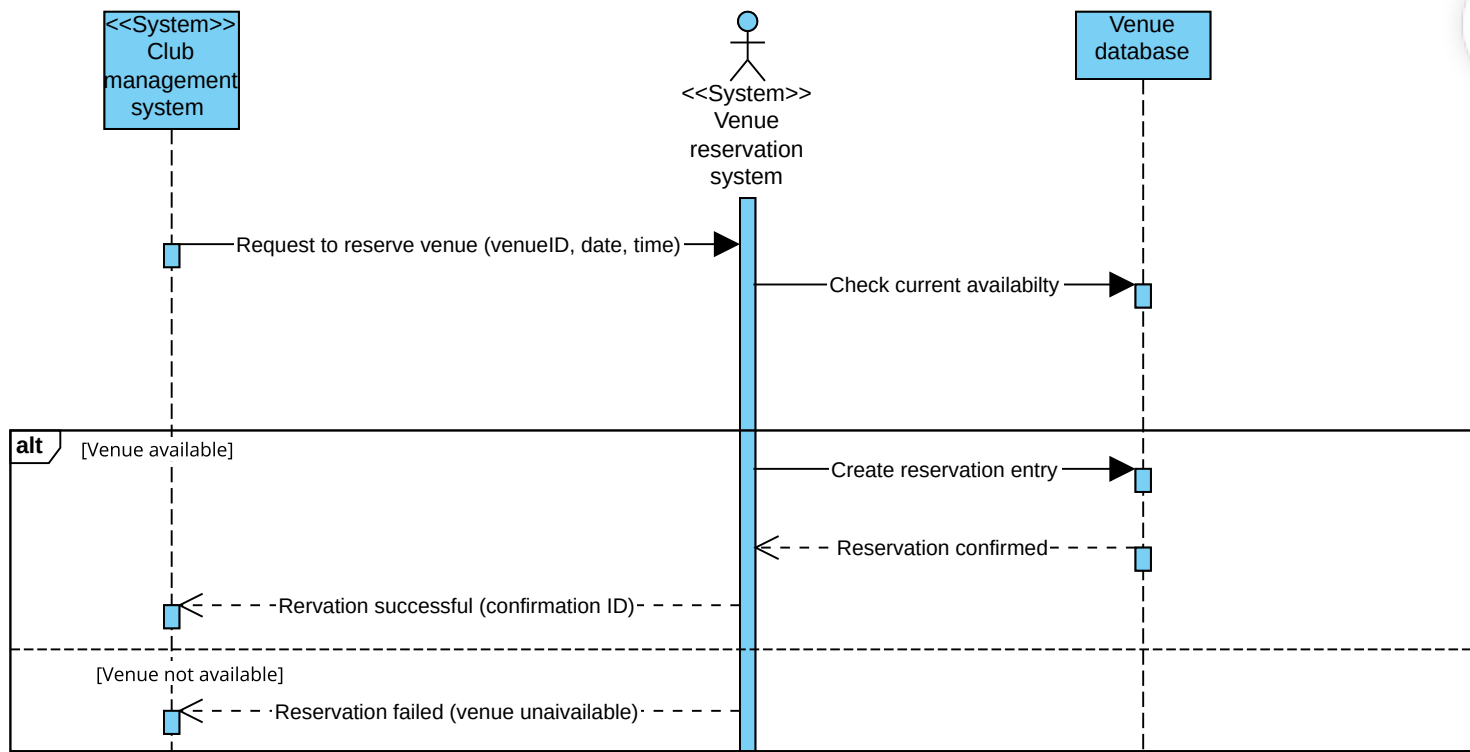 <<System>>
Club
management
system
<<System>>
Venue
reservation
system
Venue
database
Request to reserve venue (venueID, date, time)
Check current availabilty
alt
[Venue available]
Create reservation entry
Reservation confirmed
Rervation successful (confirmation ID)
[Venue not available]
Reservation failed (venue unaivailable)